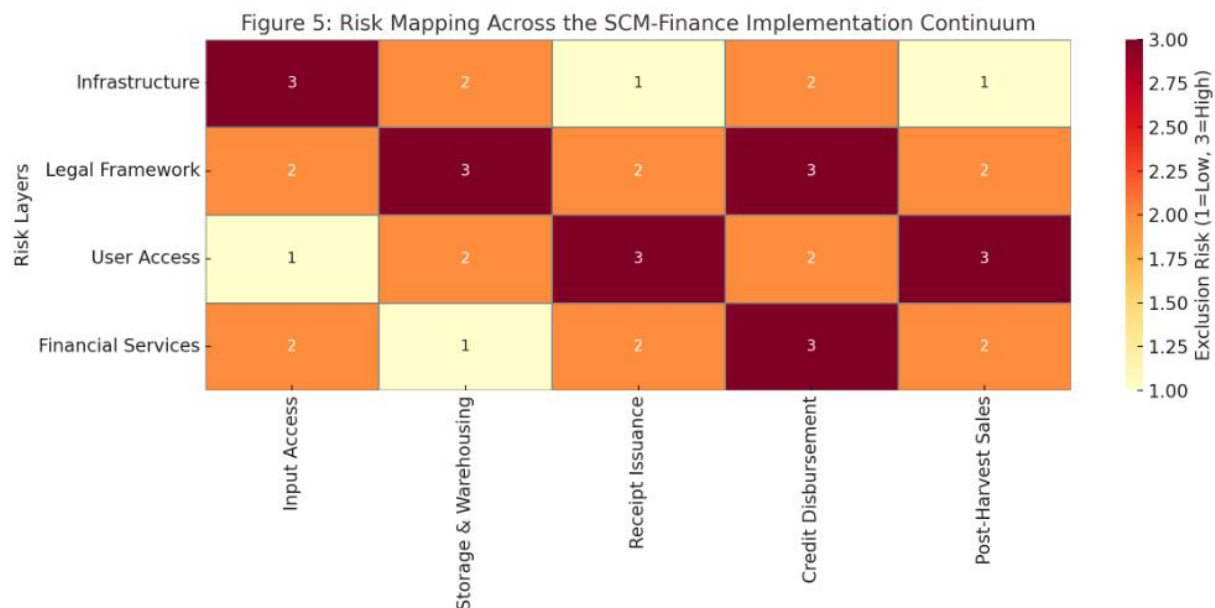 Figure 5: Risk Mapping Across the SCM-Finance Implementation Continuum
Risk Layers
Infrastructure 3 2 1 2 1
Legal Framework 2 3 2 3 2
User Access 1 2 3 2 3
Financial Services 2 1 2 3 2
Input Access
Storage & Warehousing
Receipt Issuance
Credit Disbursement
Post-Harvest Sales
3.00
2.75
2.50
2.25
2.00
1.75
1.50
1.25
1.00
Exclusion Risk (1=Low, 3=High)